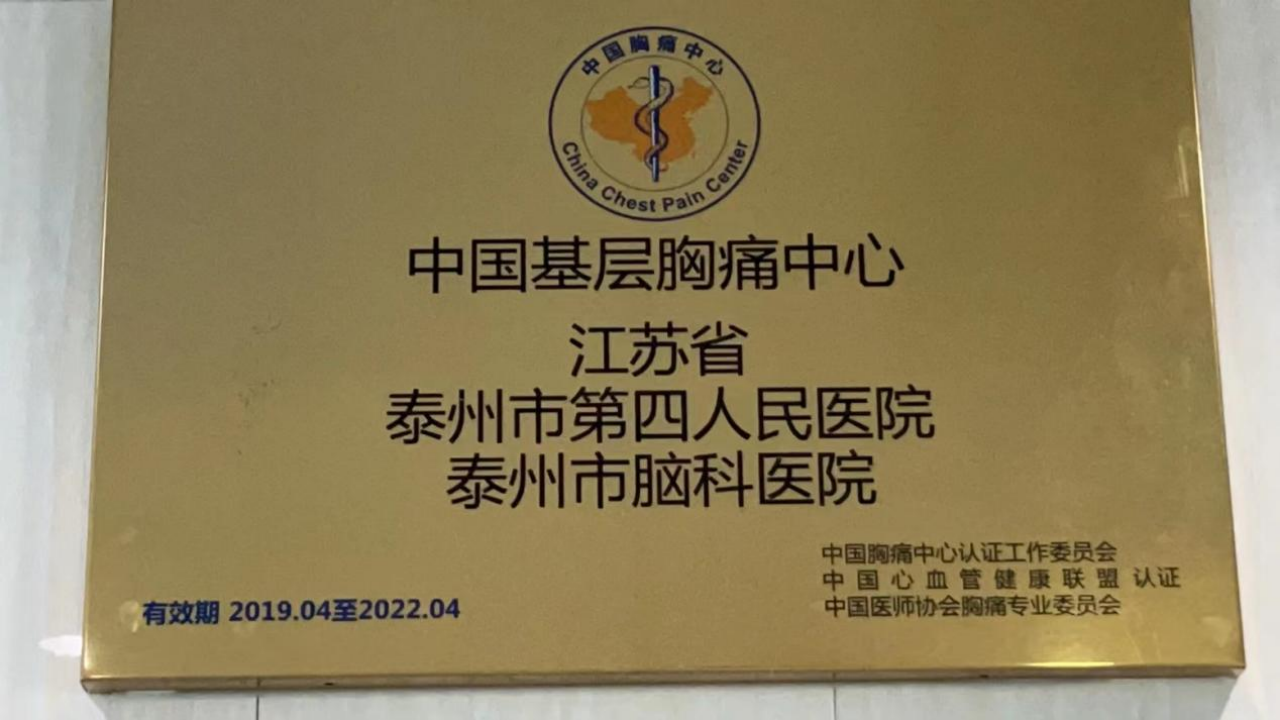 中国胸痛中心
China Chest Pain Center
中国基层胸痛中心
江苏省
泰州市第四人民医院
泰州市脑科医院
中国胸痛中心认证工作委员会
中国心血管健康联盟 认证
中国医师协会胸痛专业委员会
有效期 2019.04至2022.04